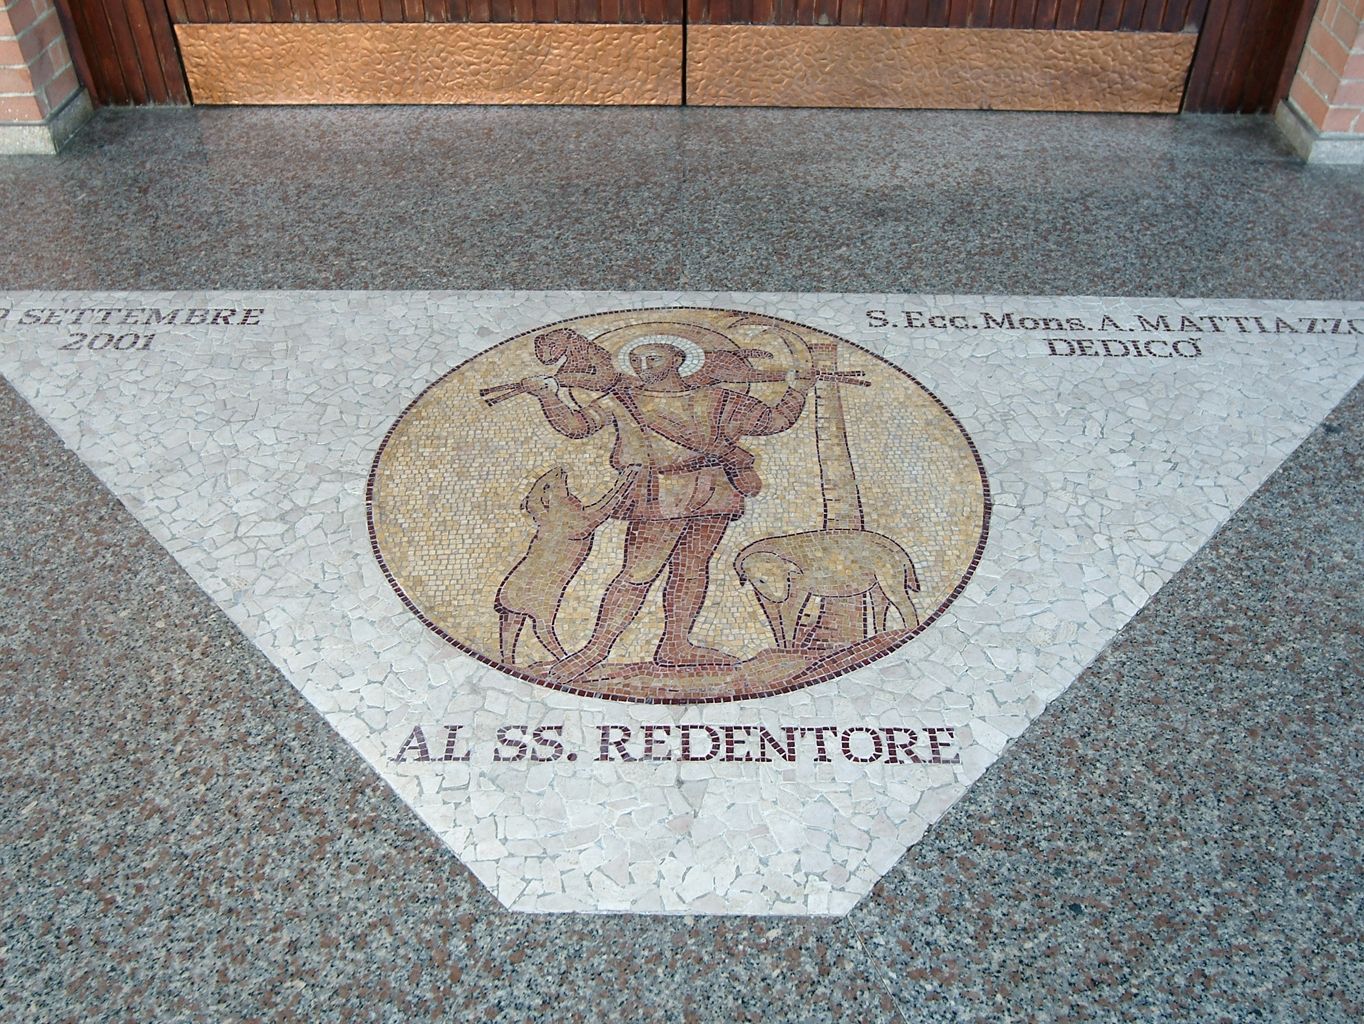 SETTEMBRE
2001
S.Ecc.Mons.A.MATTIAZZO
DEDICÒ
AL SS. REDENTORE